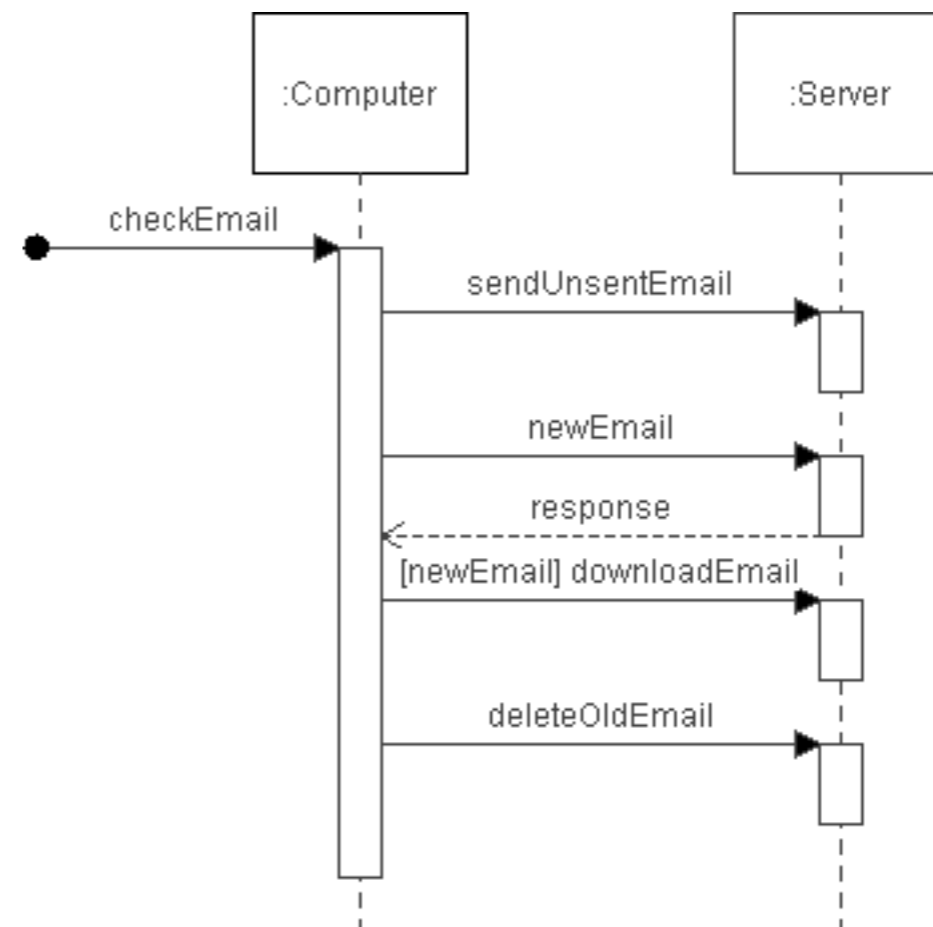 :Computer
:Server
checkEmail
sendUnsentEmail
newEmail
response
[newEmail] downloadEmail
deleteOldEmail